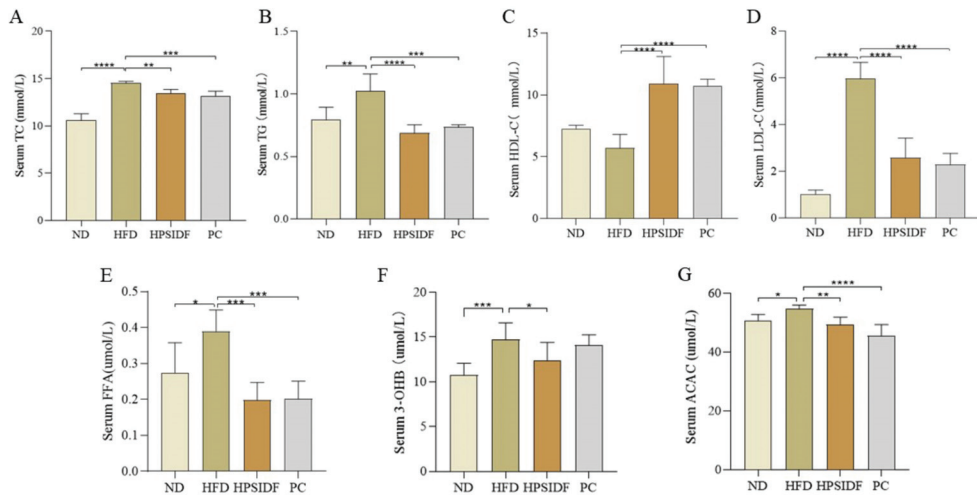 A
Serum TC (mmol/L)
20
15
10
5
0
**** ** ***
ND HFD HPSIDF PC
B
Serum TG (mmol/L)
1.5
1.0
0.5
0.0
** **** ***
ND HFD HPSIDF PC
C
Serum HDL-C( mmol/L)
15
10
5
0
**** ****
ND HFD HPSIDF PC
D
Serum LDL-C(mmol/L)
8
6
4
2
0
**** **** ****
ND HFD HPSIDF PC
E
Serum FFA(umol/L)
0.5
0.4
0.3
0.2
0.1
0.0
* *** ***
ND HFD HPSIDF PC
F
Serum 3-OHB (umol/L)
20
15
10
5
0
*** *
ND HFD HPSIDF PC
G
Serum ACAC (umol/L)
60
40
20
0
* ** ****
ND HFD HPSIDF PC